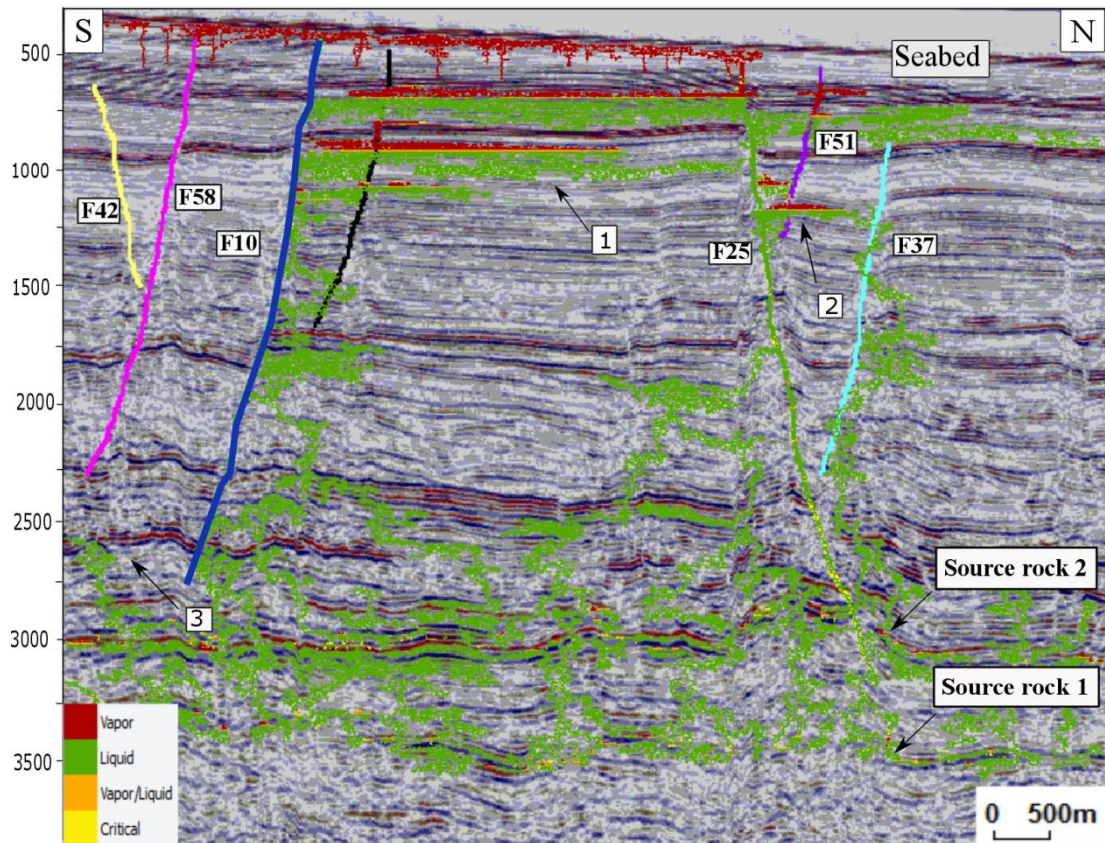 S
N
500
Seabed
F51
1000
F42
F58
1
F10
F25
F37
1500
2
2000
2500
Source rock 2
3
3000
Source rock 1
Vapor
Liquid
3500
Vapor/Liquid
Critical
0 500m